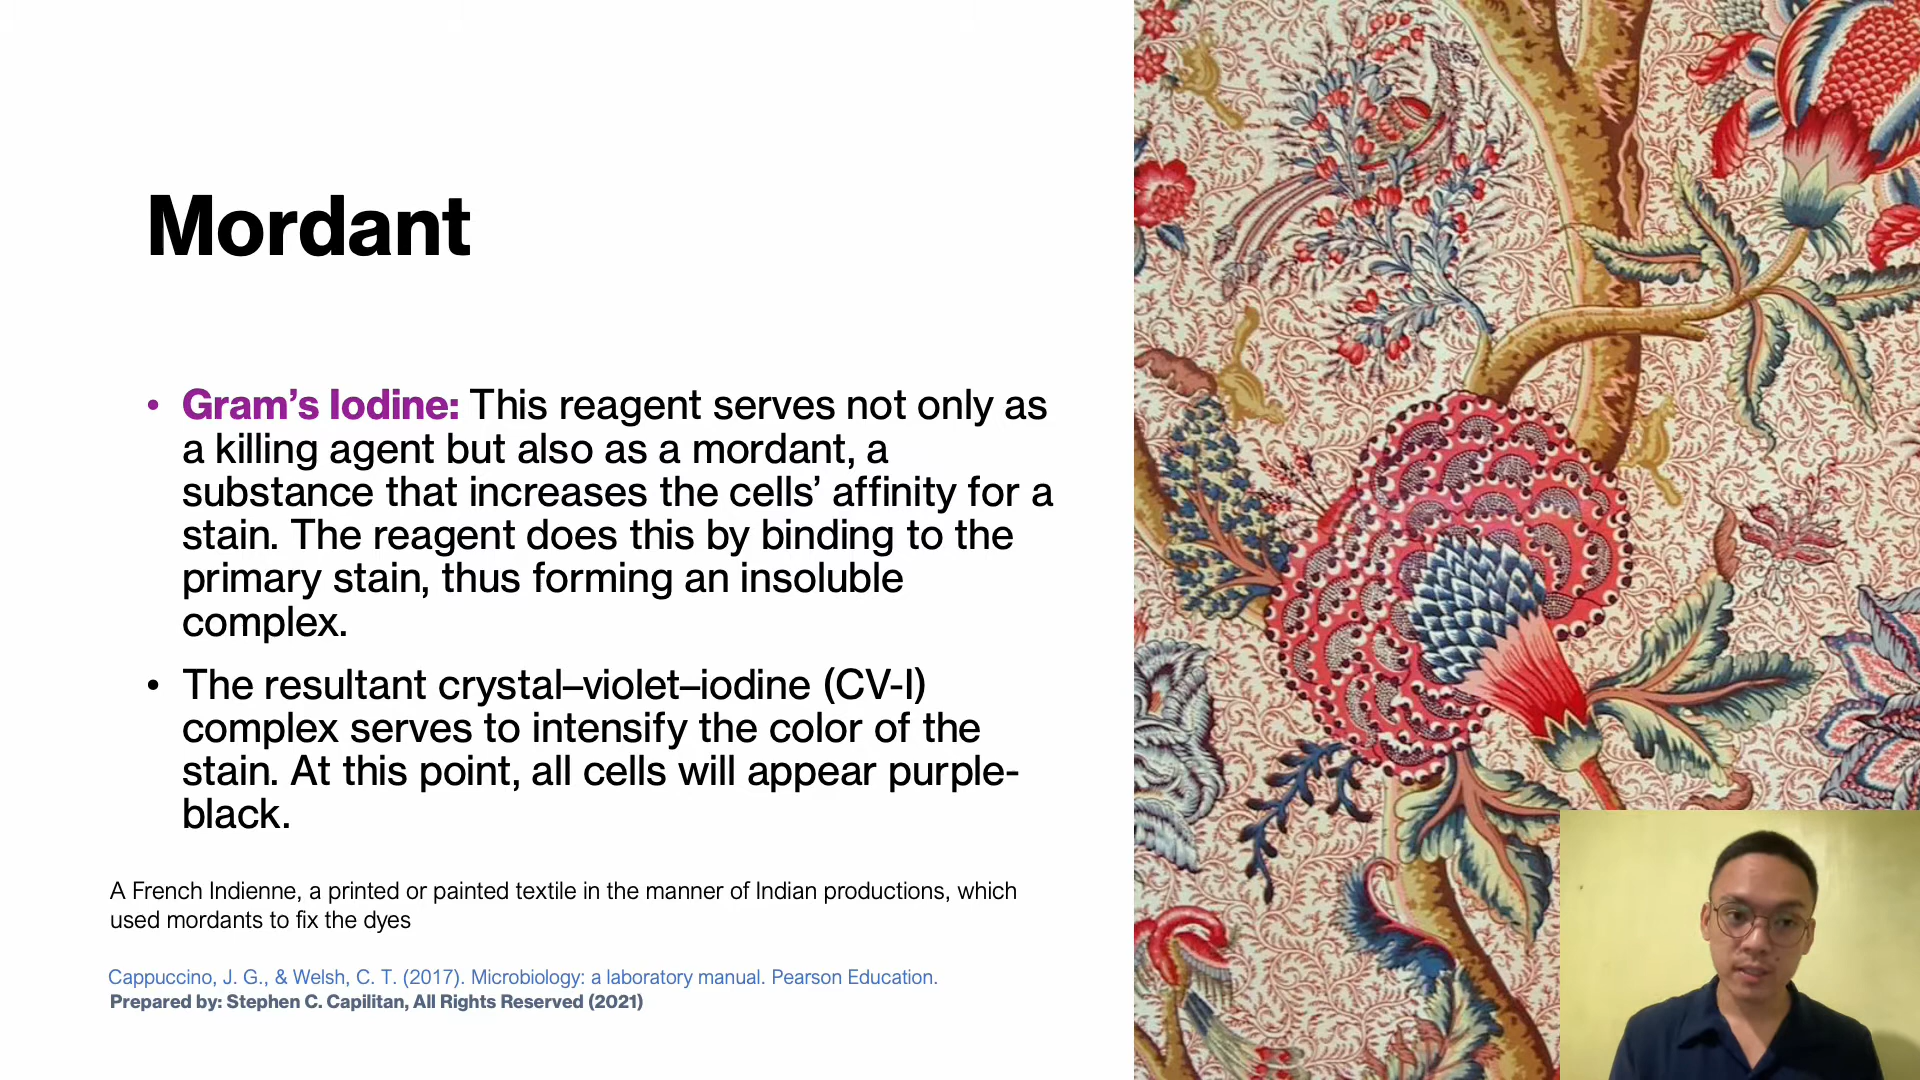 Mordant
• Gram’s Iodine: This reagent serves not only as
a killing agent but also as a mordant, a
substance that increases the cells’ affinity for a
stain. The reagent does this by binding to the
primary stain, thus forming an insoluble
complex.
• The resultant crystal–violet–iodine (CV-I)
complex serves to intensify the color of the
stain. At this point, all cells will appear purple-
black.
A French Indienne, a printed or painted textile in the manner of Indian productions, which
used mordants to fix the dyes
Cappuccino, J. G., & Welsh, C. T. (2017). Microbiology: a laboratory manual. Pearson Education.
Prepared by: Stephen C. Capilitan, All Rights Reserved (2021)